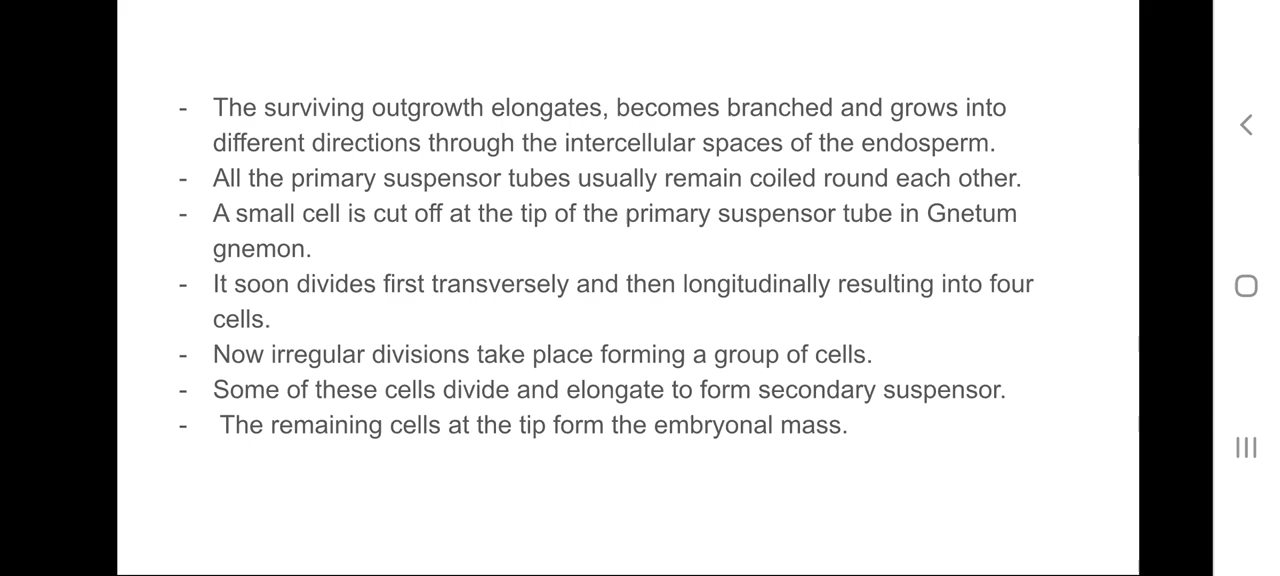 - The surviving outgrowth elongates, becomes branched and grows into
different directions through the intercellular spaces of the endosperm.
- All the primary suspensor tubes usually remain coiled round each other.
- A small cell is cut off at the tip of the primary suspensor tube in Gnetum
gnemon.
- It soon divides first transversely and then longitudinally resulting into four
cells.
- Now irregular divisions take place forming a group of cells.
- Some of these cells divide and elongate to form secondary suspensor.
- The remaining cells at the tip form the embryonal mass.